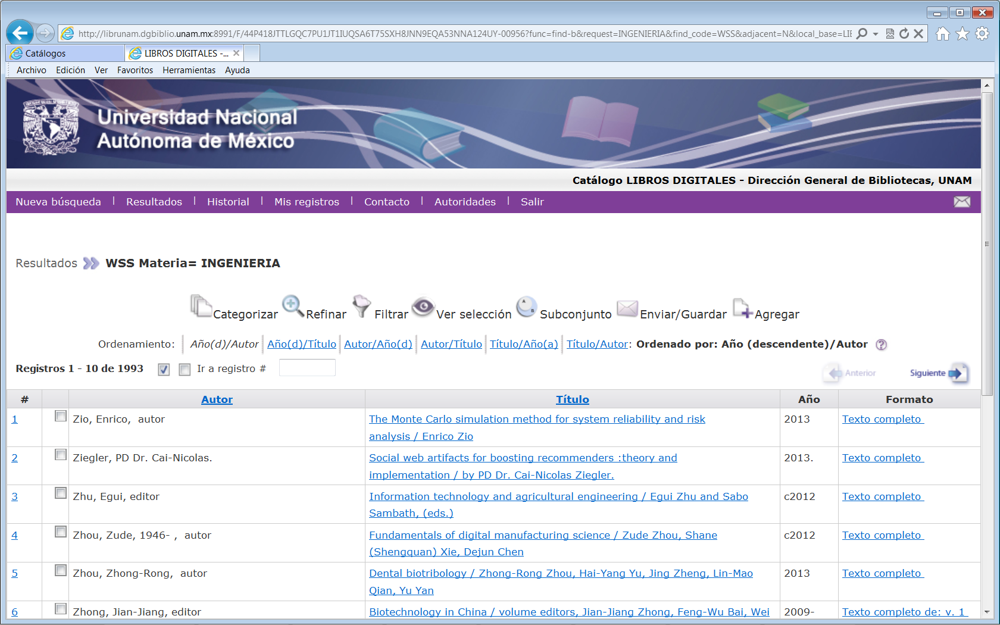 http://librunam.dgbiblio.unam.mx:8991/F/44P418JTTLGQC7PU1JT1IUQSA6T75SXH8JNN9EQA53NNA124UY-00956?func=find-b&request=INGENIERIA&find_code=WSS&adjacent=N&local_base=LIE
Catálogos
LIBROS DIGITALES -...
Archivo Edición Ver Favoritos Herramientas Ayuda
Universidad Nacional
Autónoma de México
Catálogo LIBROS DIGITALES - Dirección General de Bibliotecas, UNAM
Nueva búsqueda | Resultados | Historial | Mis registros | Contacto | Autoridades | Salir
Resultados WSS Materia= INGENIERIA
Categorizar Refinar Filtrar Ver selección Subconjunto Enviar/Guardar Agregar
Ordenamiento: Año(d)/Autor Año(d)/Título Autor/Año(d) Autor/Título Título/Año(a) Título/Autor: Ordenado por: Año (descendente)/Autor ?
Registros 1 - 10 de 1993 Ir a registro #
Anterior Siguiente
# Autor Título Año Formato
1 Zio, Enrico, autor The Monte Carlo simulation method for system reliability and risk 2013 Texto completo
analysis / Enrico Zio
2 Ziegler, PD Dr. Cai-Nicolas. Social web artifacts for boosting recommenders :theory and 2013. Texto completo
implementation / by PD Dr. Cai-Nicolas Ziegler.
3 Zhu, Egui, editor Information technology and agricultural engineering / Egui Zhu and Sabo c2012 Texto completo
Sambath, (eds.)
4 Zhou, Zude, 1946- , autor Fundamentals of digital manufacturing science / Zude Zhou, Shane c2012 Texto completo
(Shengquan) Xie, Dejun Chen
5 Zhou, Zhong-Rong, autor Dental biotribology / Zhong-Rong Zhou, Hai-Yang Yu, Jing Zheng, Lin-Mao 2013 Texto completo
Qian, Yu Yan
6 Zhong, Jian-Jiang, editor Biotechnology in China / volume editors, Jian-Jiang Zhong, Feng-Wu Bai, Wei 2009- Texto completo de: v. 1